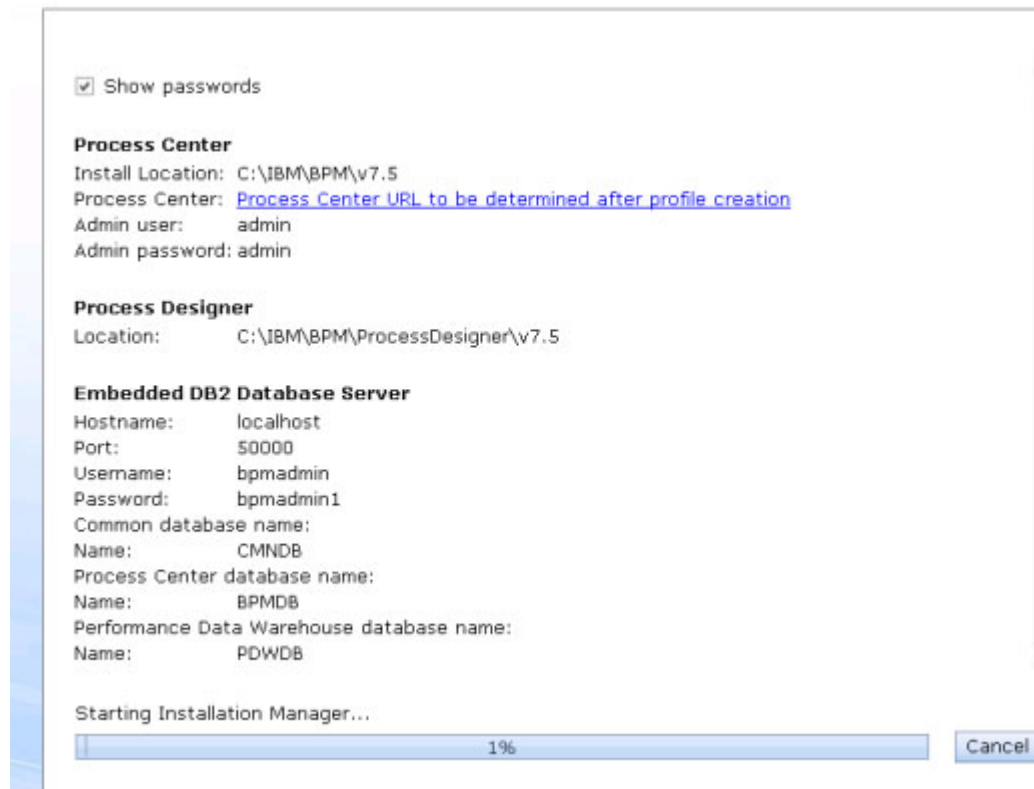 Show passwords
Process Center
Install Location: C:\IBM\BPM\v7.5
Process Center: Process Center URL to be determined after profile creation
Admin user: admin
Admin password: admin
Process Designer
Location: C:\IBM\BPM\ProcessDesigner\v7.5
Embedded DB2 Database Server
Hostname: localhost
Port: 50000
Username: bpmadmin
Password: bpmadmin1
Common database name:
Name: CMNDB
Process Center database name:
Name: BPMDB
Performance Data Warehouse database name:
Name: PDWDB
Starting Installation Manager...
1% Cancel